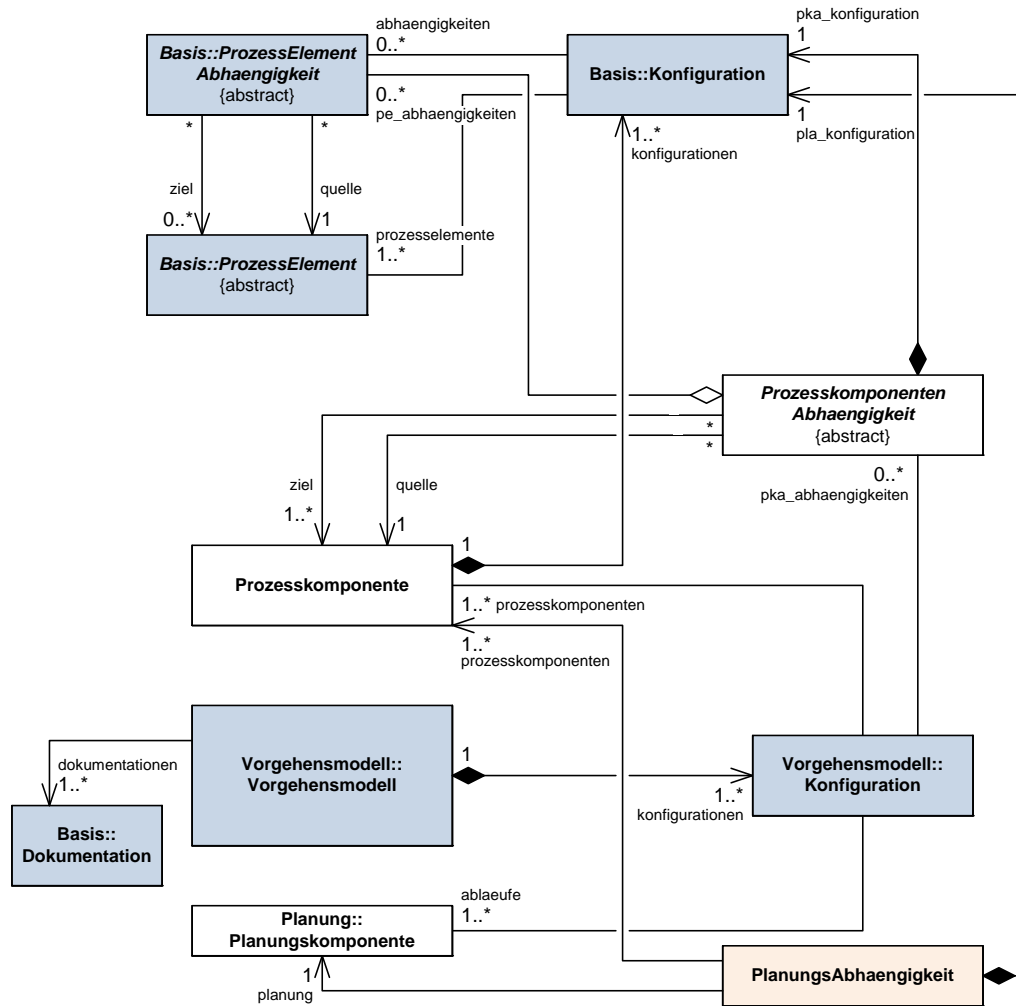 abhaengigkeiten
0..*
pka_konfiguration
1
Basis::ProzessElement
Abhaengigkeit
{abstract}
Basis::Konfiguration
0..*
pe_abhaengigkeiten
1
pla_konfiguration
*
*
1..*
konfigurationen
ziel
quelle
0..*
1
prozesselemente
1..*
Basis::ProzessElement
{abstract}
Prozesskomponenten
Abhaengigkeit
{abstract}
*
*
0..*
pka_abhaengigkeiten
ziel
quelle
1..*
1
1
Prozesskomponente
1..* prozesskomponenten
1..*
prozesskomponenten
dokumentationen
1..*
Vorgehensmodell::
Vorgehensmodell
1
1..*
konfigurationen
Vorgehensmodell::
Konfiguration
Basis::
Dokumentation
ablaeufe
1..*
Planung::
Planungskomponente
1
planung
PlanungsAbhaengigkeit